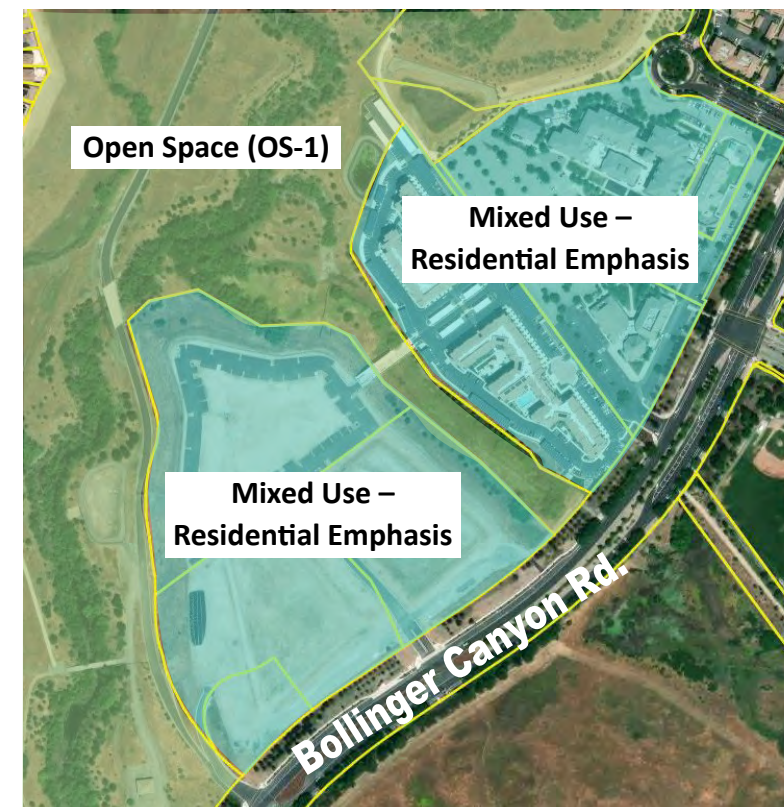 Open Space (OS-1)
Mixed Use –
Residential Emphasis
Mixed Use –
Residential Emphasis
Bollinger Canyon Rd.